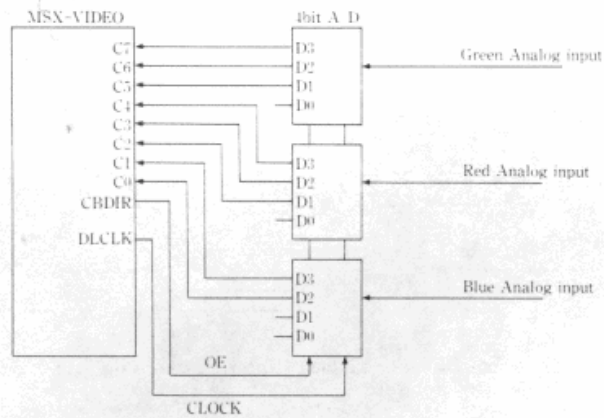 MSX-VIDEO
4bit A D
C7
C6
C5
C4
C3
C2
C1
C0
CBDIR
DLCLK
D3
D2
D1
D0
Green Analog input
D3
D2
D1
D0
Red Analog input
D3
D2
D1
D0
Blue Analog input
OE
CLOCK